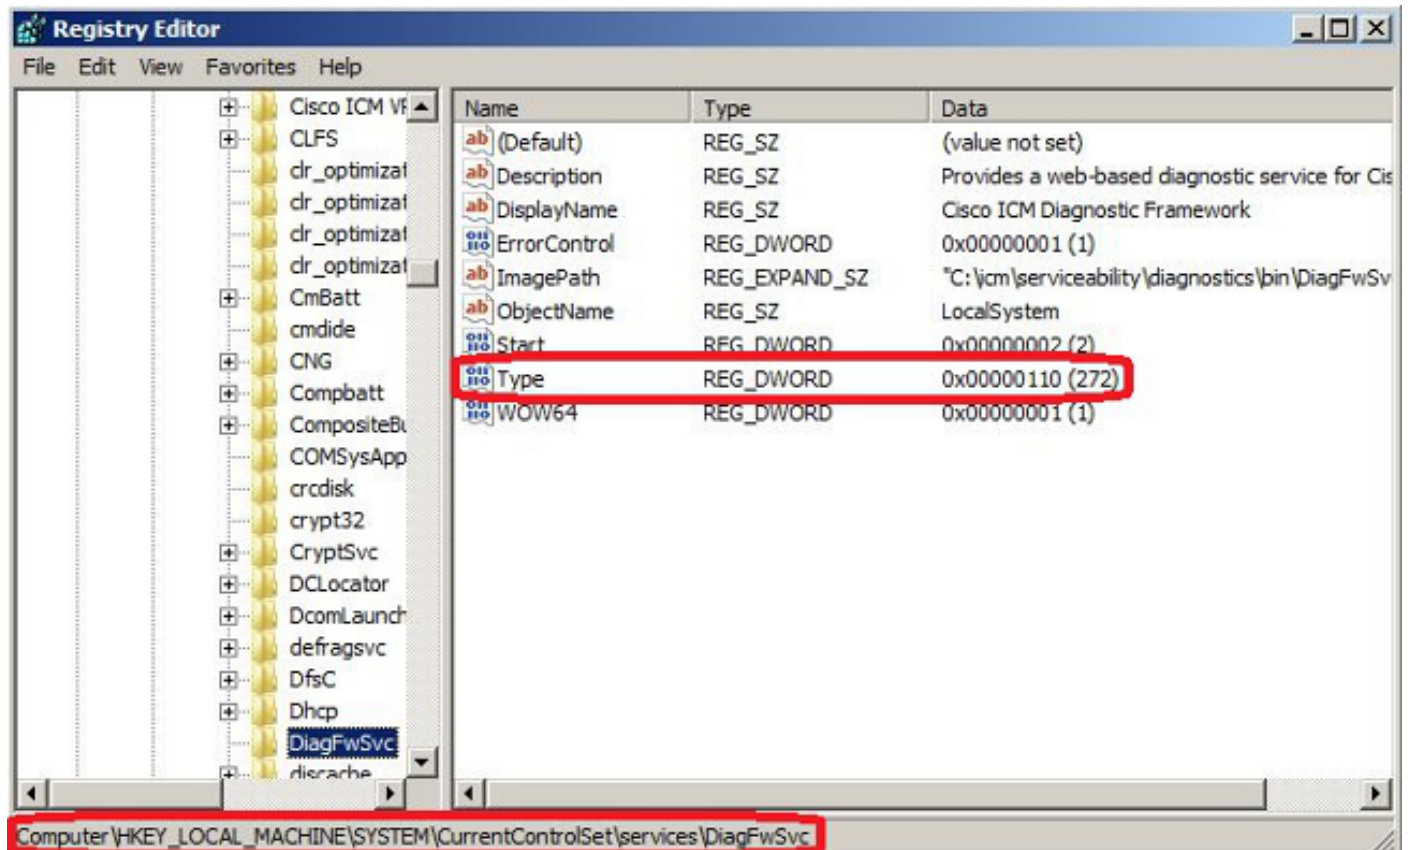 Registry Editor
File Edit View Favorites Help
Cisco ICM VF
CLFS
clr_optimizat
clr_optimizat
clr_optimizat
clr_optimizat
CmBatt
cmdide
CNG
Compbatt
CompositeBu
COMSysApp
crcdisk
crypt32
CryptSvc
DCLocator
DcomLaunch
defragsvc
DfsC
Dhcp
DiagFwSvc
discache
Name Type Data
(Default) REG_SZ (value not set)
Description REG_SZ Provides a web-based diagnostic service for Cis
DisplayName REG_SZ Cisco ICM Diagnostic Framework
ErrorControl REG_DWORD 0x00000001 (1)
ImagePath REG_EXPAND_SZ "C:\icm\serviceability\diagnostics\bin\DiagFwSv
ObjectName REG_SZ LocalSystem
Start REG_DWORD 0x00000002 (2)
Type REG_DWORD 0x00000110 (272)
WOW64 REG_DWORD 0x00000001 (1)
Computer\HKEY_LOCAL_MACHINE\SYSTEM\CurrentControlSet\services\DiagFwSvc